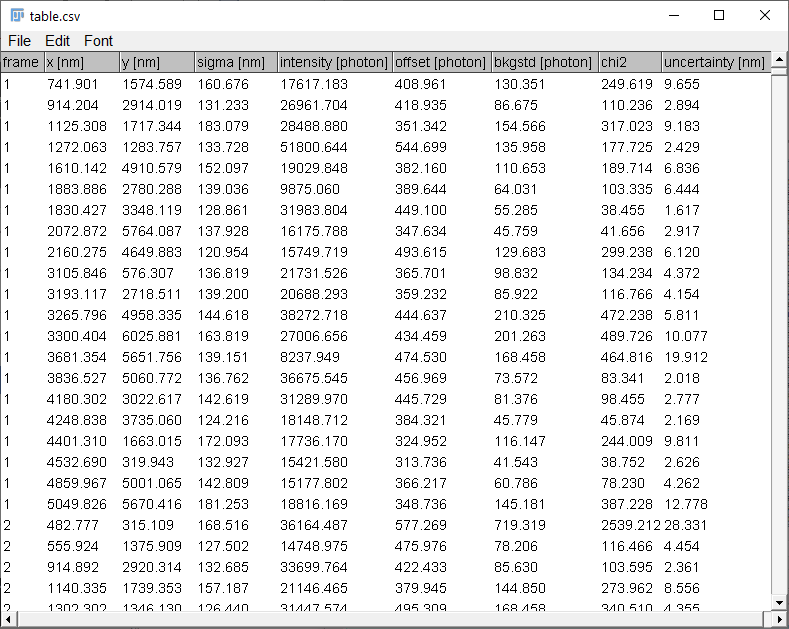 table.csv
File Edit Font
frame x [nm] y [nm] sigma [nm] intensity [photon] offset [photon] bkgstd [photon] chi2 uncertainty [nm]
1 741.901 1574.589 160.676 17617.183 408.961 130.351 249.619 9.655
1 914.204 2914.019 131.233 26961.704 418.935 86.675 110.236 2.894
1 1125.308 1717.344 183.079 28488.880 351.342 154.566 317.023 9.183
1 1272.063 1283.757 133.728 51800.644 544.699 135.958 177.725 2.429
1 1610.142 4910.579 152.097 19029.848 382.160 110.653 189.714 6.836
1 1883.886 2780.288 139.036 9875.060 389.644 64.031 103.335 6.444
1 1830.427 3348.119 128.861 31983.804 449.100 55.285 38.455 1.617
1 2072.872 5764.087 137.928 16175.788 347.634 45.759 41.656 2.917
1 2160.275 4649.883 120.954 15749.719 493.615 129.683 299.238 6.120
1 3105.846 576.307 136.819 21731.526 365.701 98.832 134.234 4.372
1 3193.117 2718.511 139.200 20688.293 359.232 85.922 116.766 4.154
1 3265.796 4958.335 144.618 38272.718 444.637 210.325 472.238 5.811
1 3300.404 6025.881 163.819 27006.656 434.459 201.263 489.726 10.077
1 3681.354 5651.756 139.151 8237.949 474.530 168.458 464.816 19.912
1 3836.527 5060.772 136.762 36675.545 456.969 73.572 83.341 2.018
1 4180.302 3022.617 142.619 31289.970 445.729 81.376 98.455 2.777
1 4248.838 3735.060 124.216 18148.712 384.321 45.779 45.874 2.169
1 4401.310 1663.015 172.093 17736.170 324.952 116.147 244.009 9.811
1 4532.690 319.943 132.927 15421.580 313.736 41.543 38.752 2.626
1 4859.967 5001.065 142.809 15177.802 366.217 60.786 78.230 4.262
1 5049.826 5670.416 181.253 18816.169 348.736 145.181 387.228 12.778
2 482.777 315.109 168.516 36164.487 577.269 719.319 2539.212 28.331
2 555.924 1375.909 127.502 14748.975 475.976 78.206 116.466 4.454
2 914.892 2920.314 132.685 33699.764 422.433 85.630 103.595 2.361
2 1140.335 1739.353 157.187 21146.465 379.945 144.850 273.962 8.556
2 1302.302 1346.130 126.440 31447.574 495.309 168.458 340.510 4.355